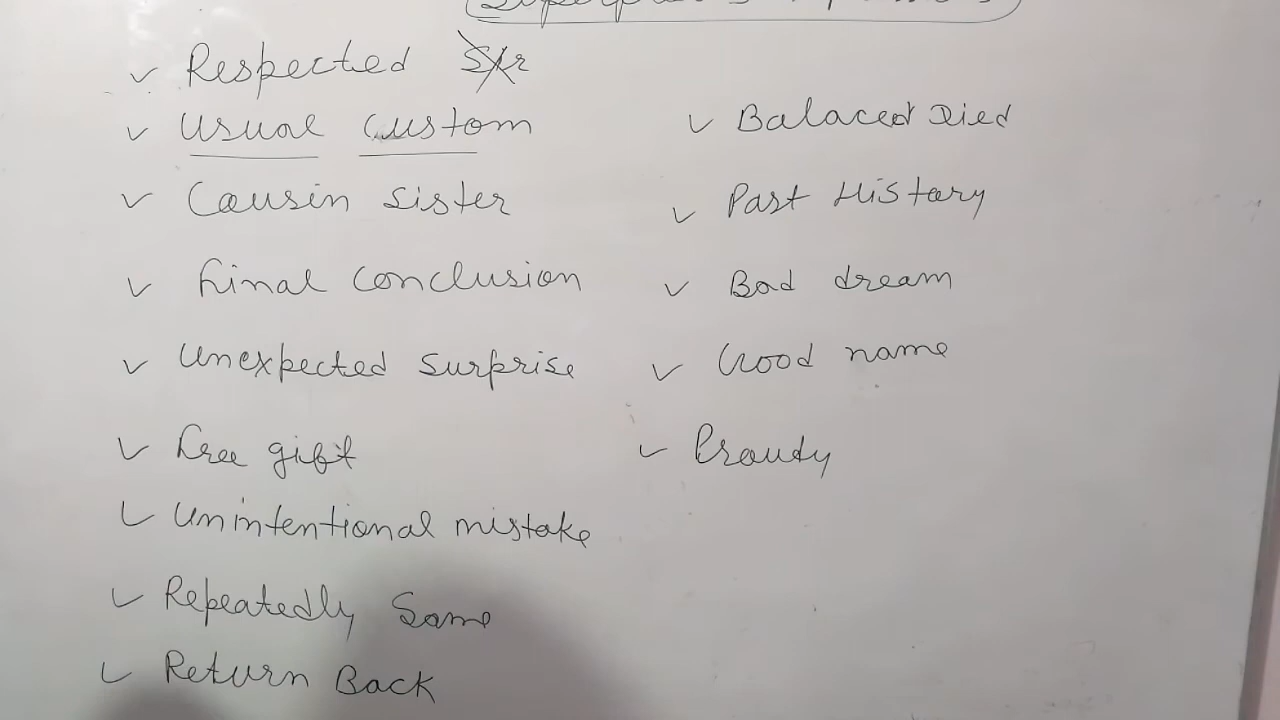 Respected Sir
Usual Custom
Causin Sister
Final Conclusion
Unexpected Surprise
Free gift
Unintentional mistake
Repeatedly Same
Return Back
Balaced Died
Past History
Bad dream
Good name
Proudy